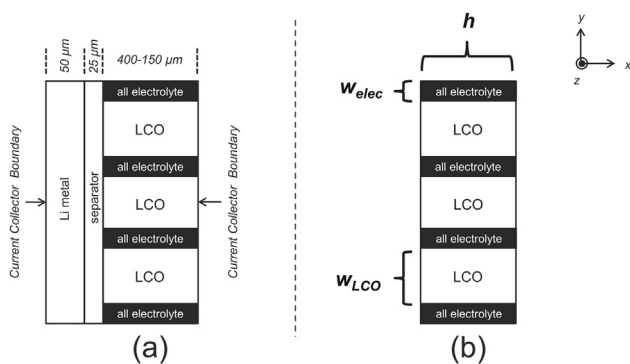 50 μm
25 μm
400-150 μm
Current Collector Boundary
Li metal
separator
all electrolyte
LCO
all electrolyte
LCO
all electrolyte
LCO
all electrolyte
Current Collector Boundary
(a)
h
w_elec
w_LCO
all electrolyte
LCO
all electrolyte
LCO
all electrolyte
LCO
all electrolyte
(b)
y
x
z